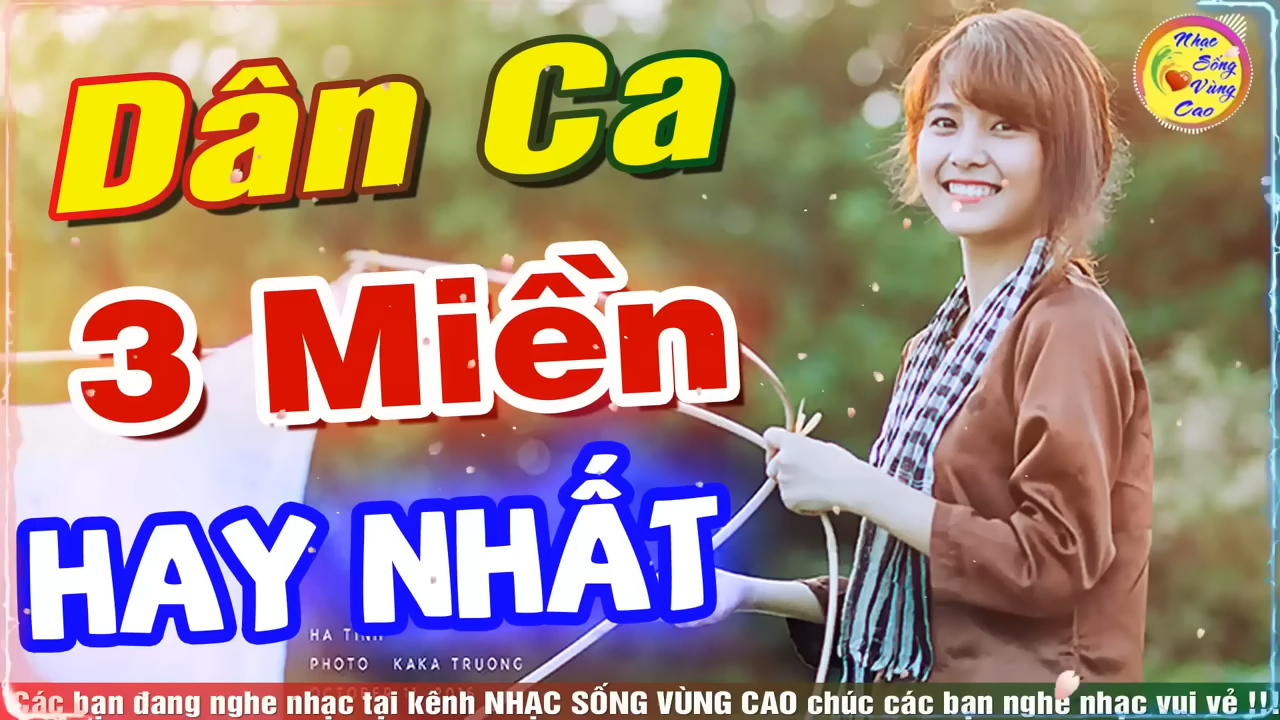 Dân Ca
3 Miền
HAY NHẤT
Nhạc
Sống
Vùng
Cao
HA TINH
PHOTO KAKA TRUONG
Các bạn đang nghe nhạc tại kênh NHẠC SỐNG VÙNG CAO chúc các bạn nghe nhạc vui vẻ !!!